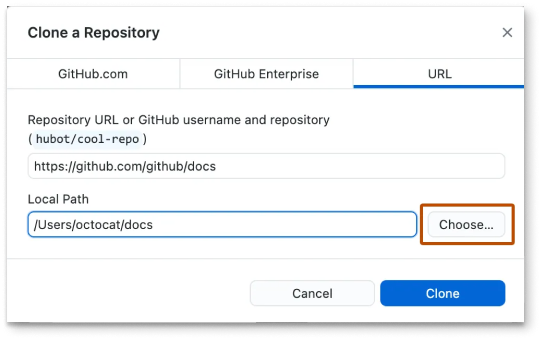 Clone a Repository
GitHub.com
GitHub Enterprise
URL
Repository URL or GitHub username and repository
(hubot/cool-repo)
https://github.com/github/docs
Local Path
/Users/octocat/docs
Choose...
Cancel
Clone